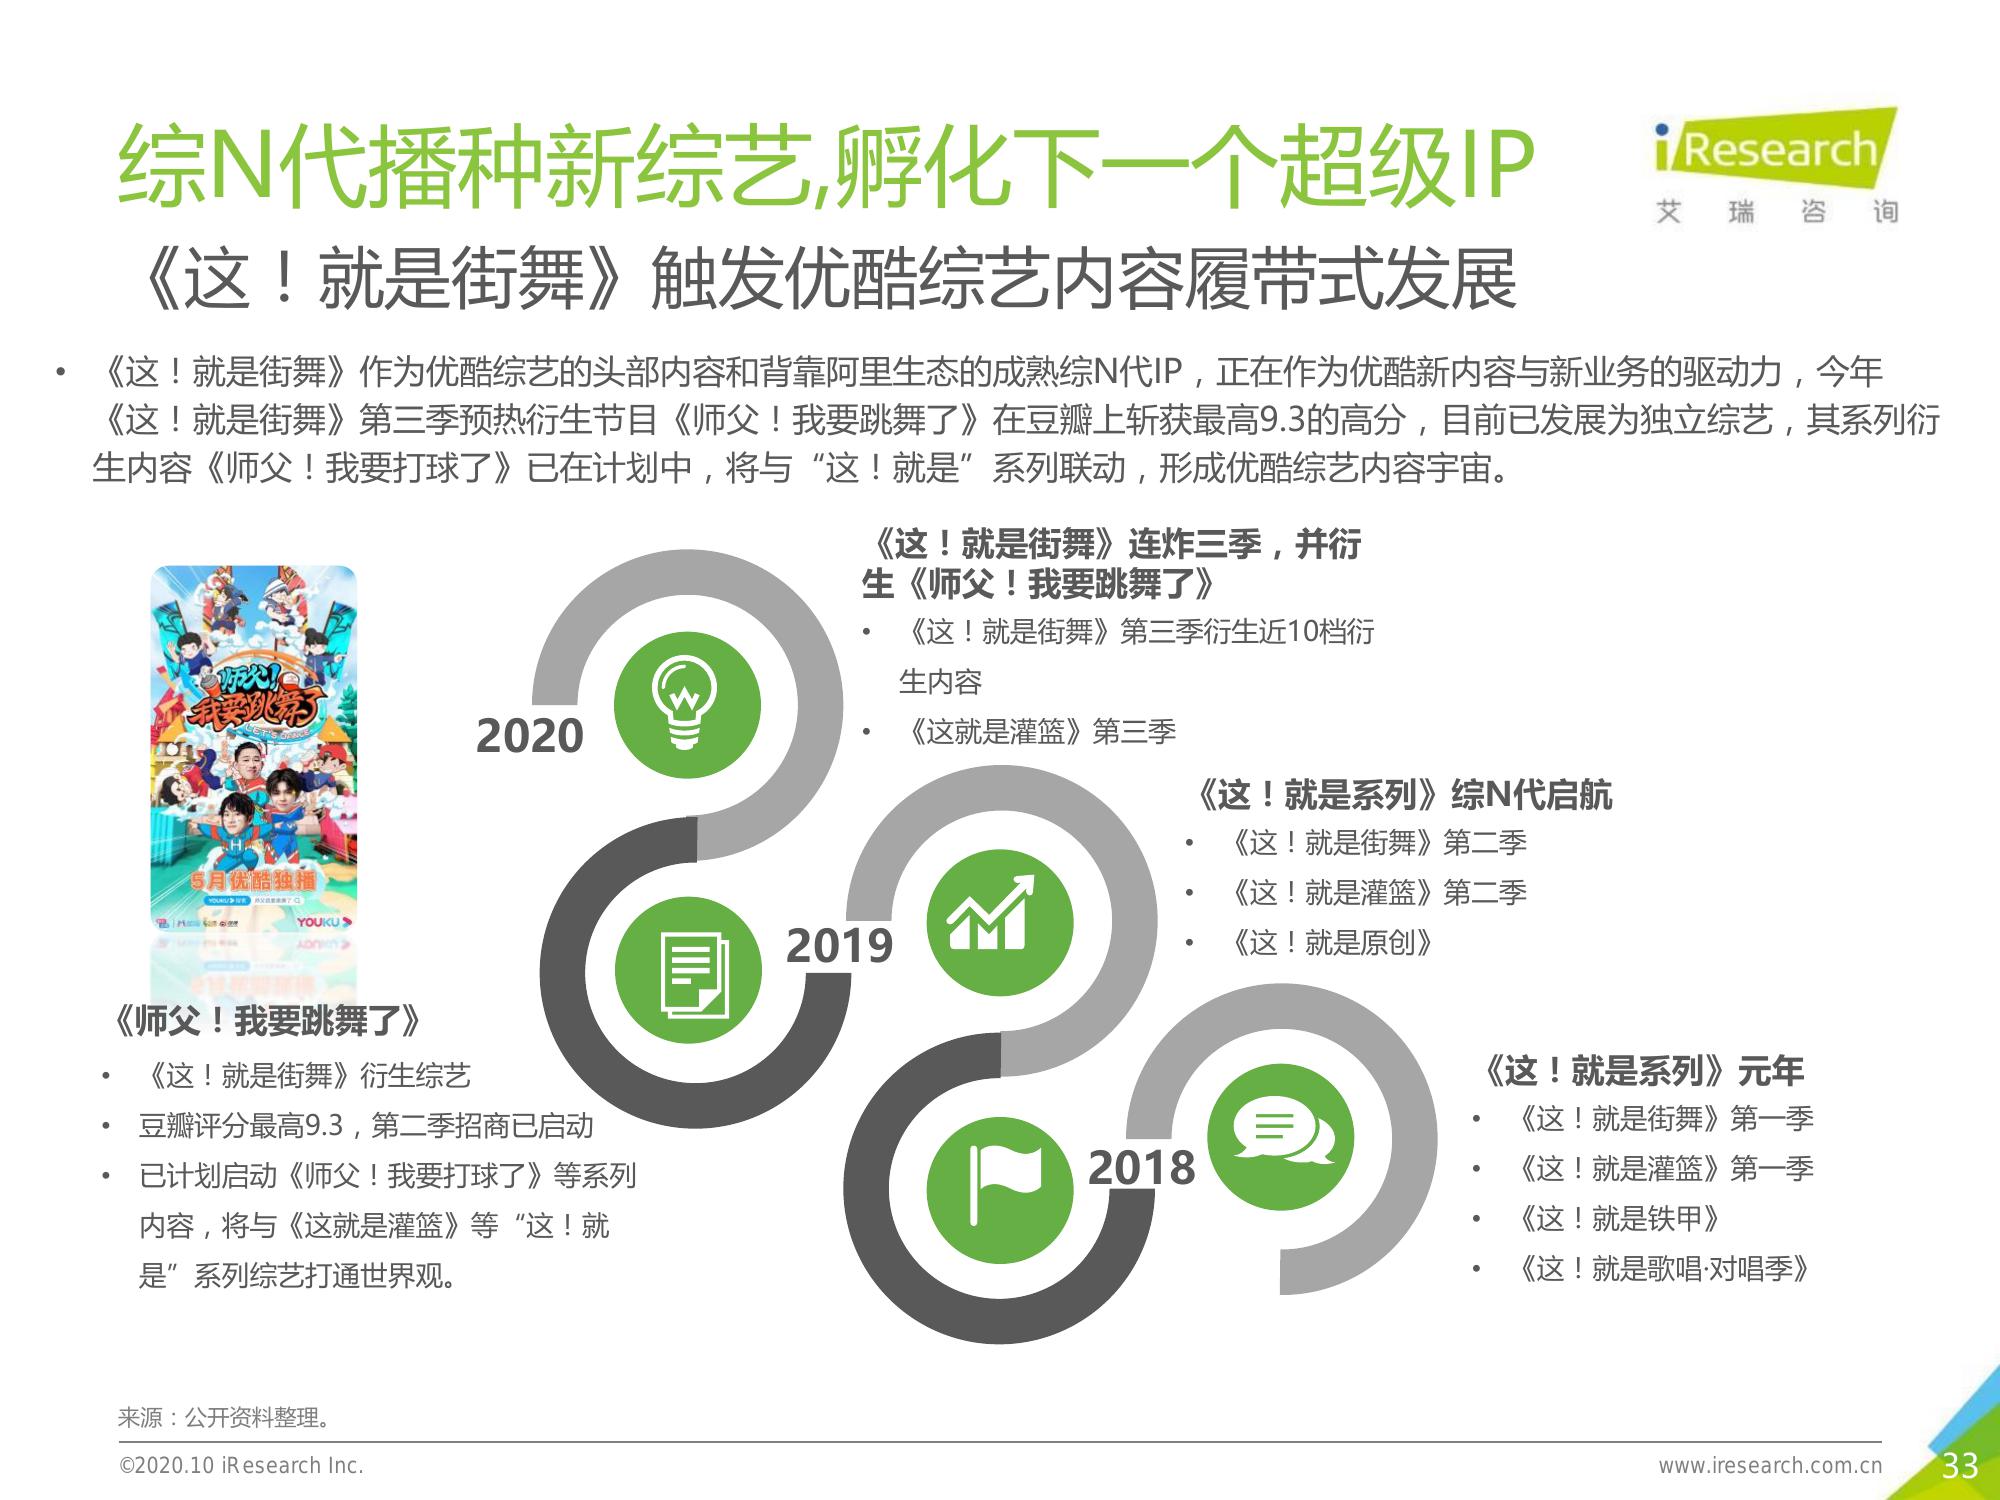 综N代播种新综艺,孵化下一个超级IP
iResearch
艾 瑞 咨 询
《这！就是街舞》触发优酷综艺内容履带式发展
• 《这！就是街舞》作为优酷综艺的头部内容和背靠阿里生态的成熟综N代IP，正在作为优酷新内容与新业务的驱动力，今年
《这！就是街舞》第三季预热衍生节目《师父！我要跳舞了》在豆瓣上斩获最高9.3的高分，目前已发展为独立综艺，其系列衍
生内容《师父！我要打球了》已在计划中，将与“这！就是”系列联动，形成优酷综艺内容宇宙。
师父！
我要跳舞了
LET'S DANCE
5月优酷独播
YOUKU
《师父！我要跳舞了》
• 《这！就是街舞》衍生综艺
• 豆瓣评分最高9.3，第二季招商已启动
• 已计划启动《师父！我要打球了》等系列
内容，将与《这就是灌篮》等“这！就
是”系列综艺打通世界观。
2020
《这！就是街舞》连炸三季，并衍
生《师父！我要跳舞了》
• 《这！就是街舞》第三季衍生近10档衍
生内容
• 《这就是灌篮》第三季
2019
《这！就是系列》综N代启航
• 《这！就是街舞》第二季
• 《这！就是灌篮》第二季
• 《这！就是原创》
2018
《这！就是系列》元年
• 《这！就是街舞》第一季
• 《这！就是灌篮》第一季
• 《这！就是铁甲》
• 《这！就是歌唱·对唱季》
来源：公开资料整理。
©2020.10 iResearch Inc.
www.iresearch.com.cn
33